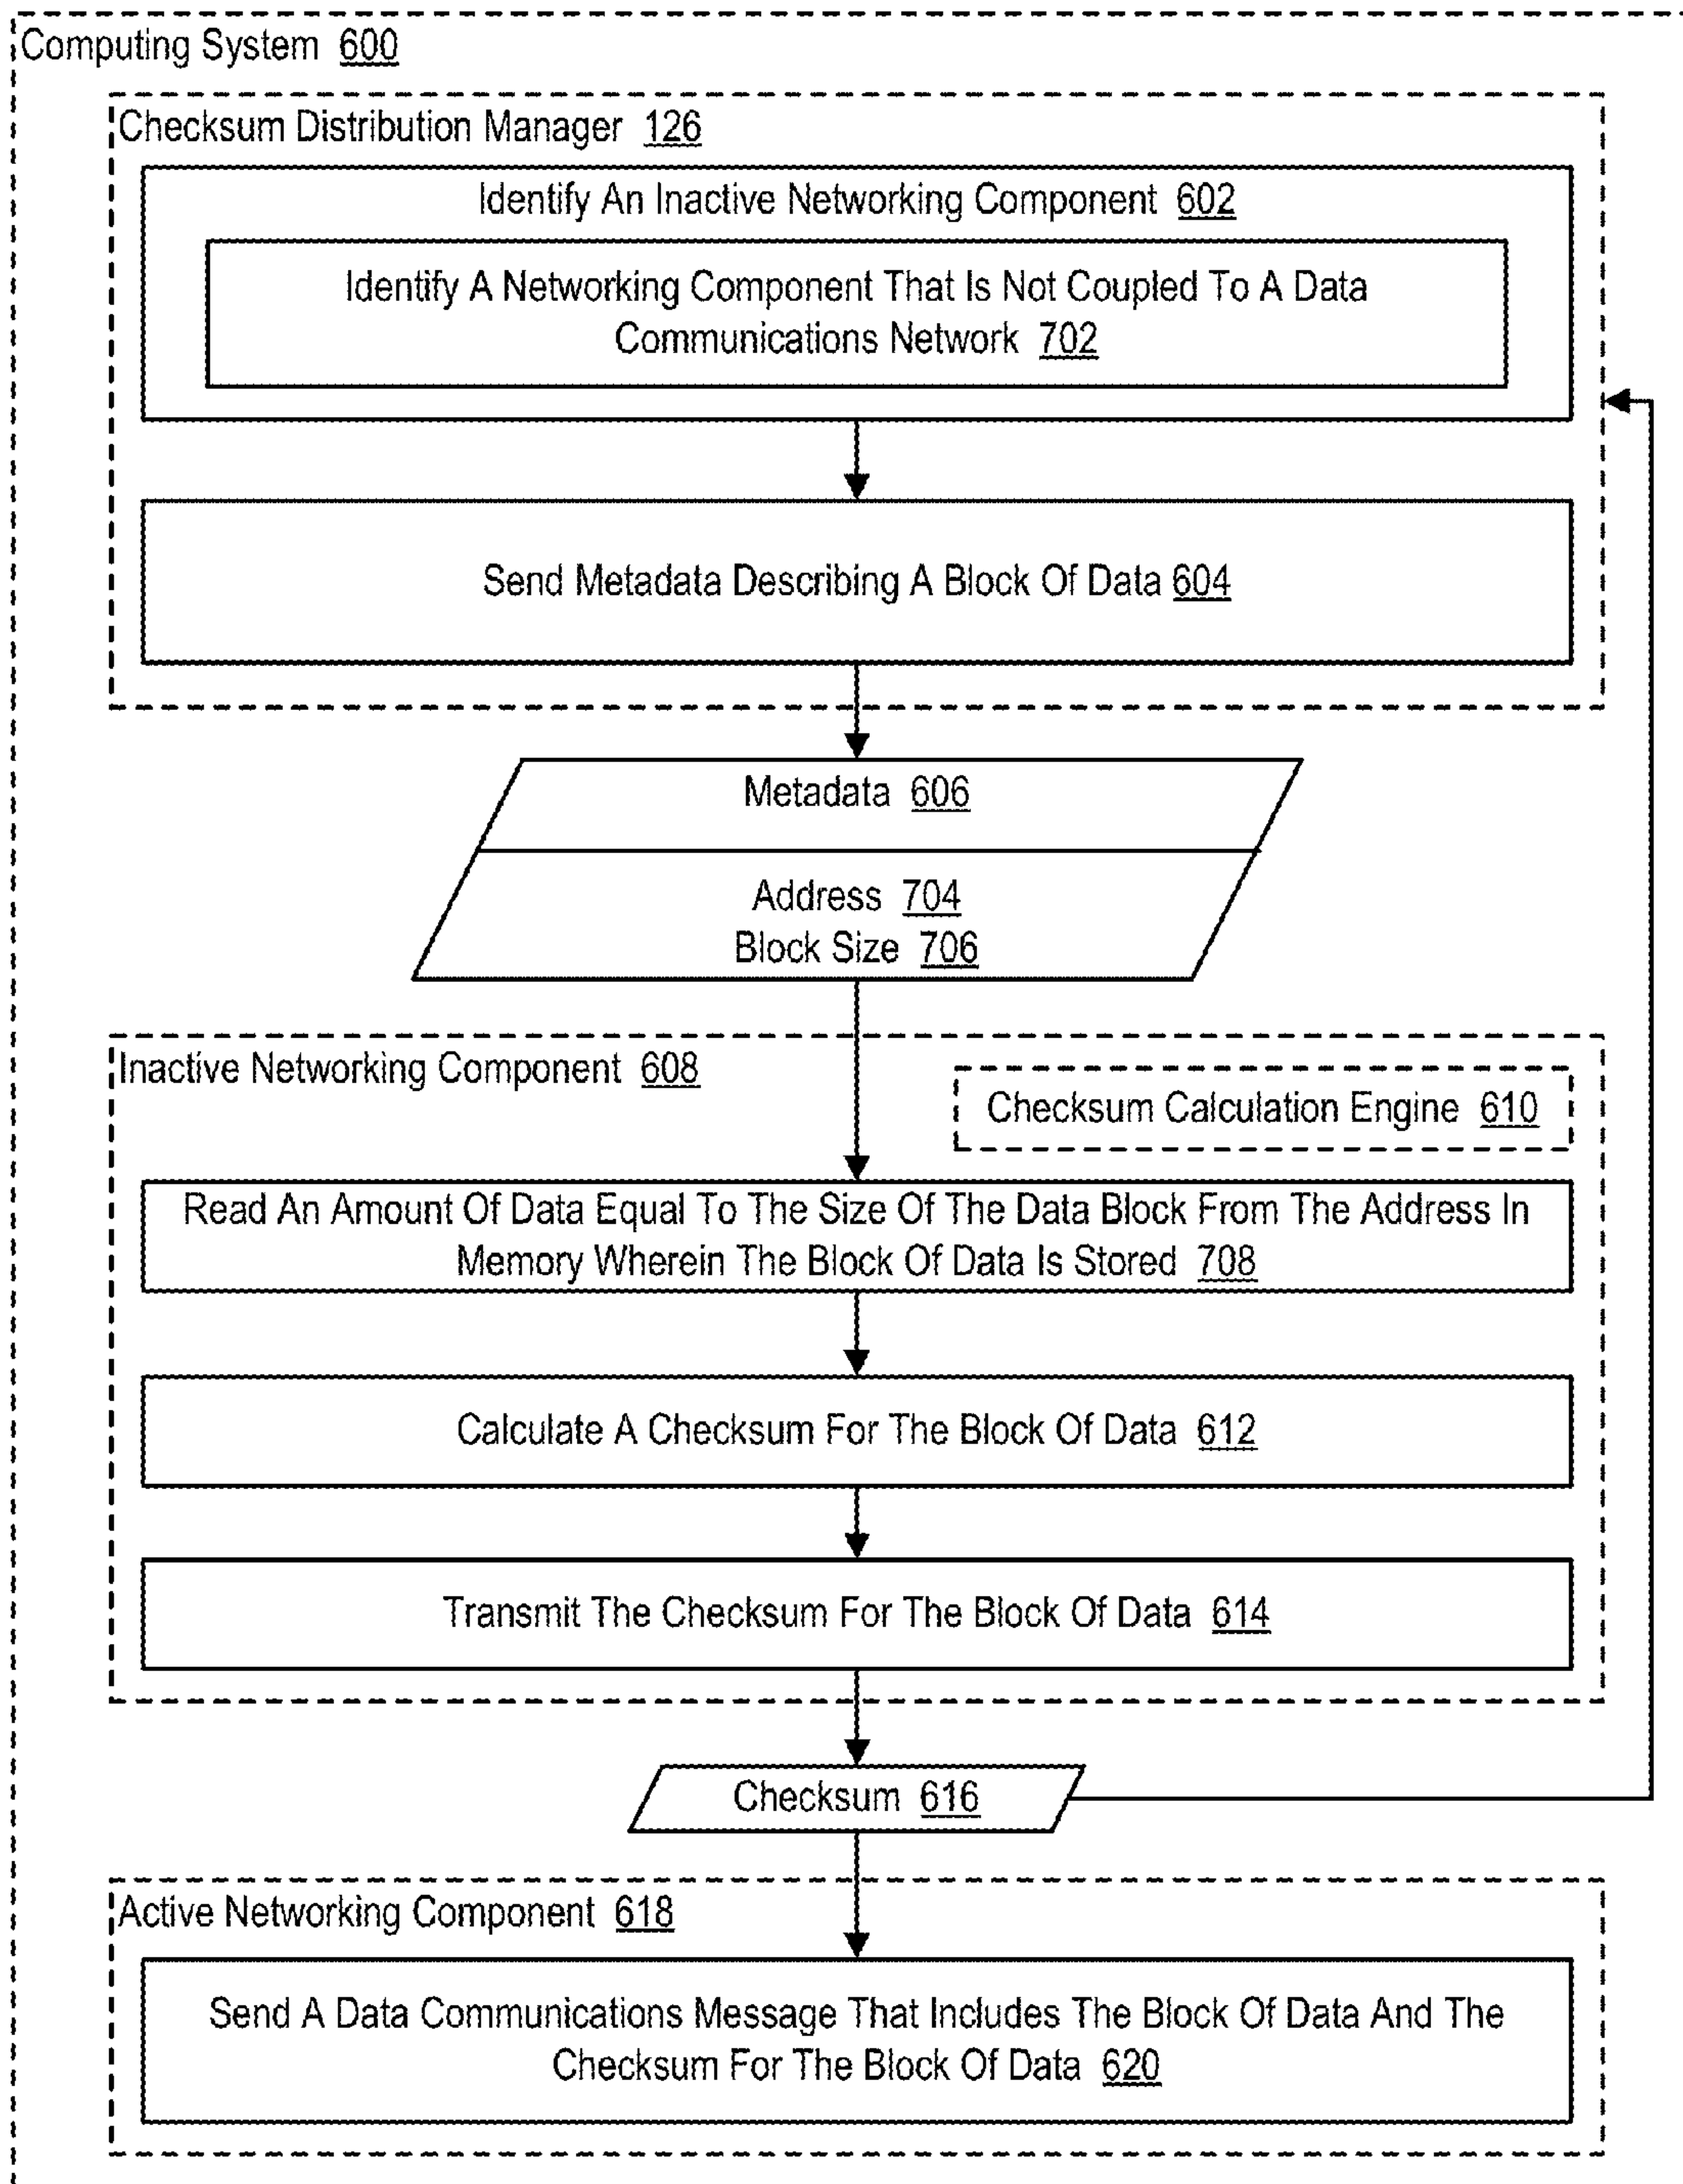 Computing System 600
Checksum Distribution Manager 126
Identify An Inactive Networking Component 602
Identify A Networking Component That Is Not Coupled To A Data
Communications Network 702
Send Metadata Describing A Block Of Data 604
Metadata 606
Address 704
Block Size 706
Inactive Networking Component 608
Checksum Calculation Engine 610
Read An Amount Of Data Equal To The Size Of The Data Block From The Address In
Memory Wherein The Block Of Data Is Stored 708
Calculate A Checksum For The Block Of Data 612
Transmit The Checksum For The Block Of Data 614
Checksum 616
Active Networking Component 618
Send A Data Communications Message That Includes The Block Of Data And The
Checksum For The Block Of Data 620